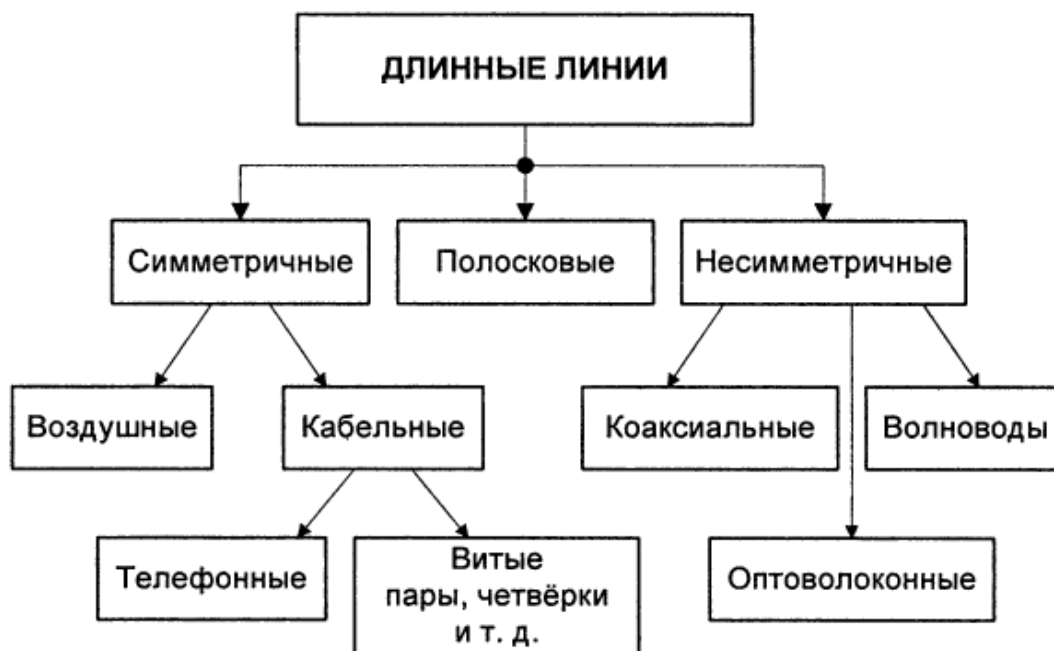 ДЛИННЫЕ ЛИНИИ
Симметричные
Полосковые
Несимметричные
Воздушные
Кабельные
Коаксиальные
Волноводы
Телефонные
Витые
пары, четвёрки
и т. д.
Оптоволоконные